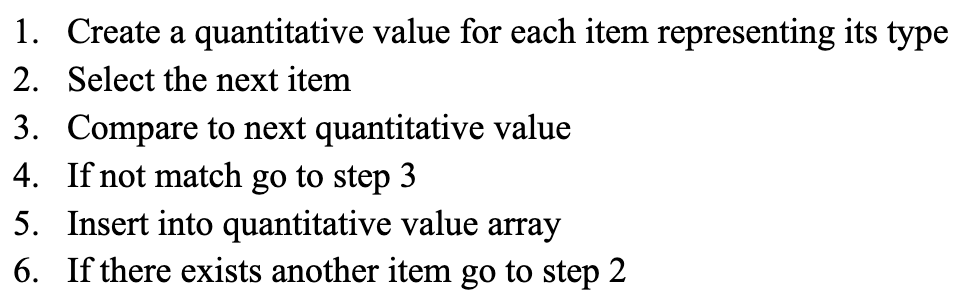 1. Create a quantitative value for each item representing its type
2. Select the next item
3. Compare to next quantitative value
4. If not match go to step 3
5. Insert into quantitative value array
6. If there exists another item go to step 2